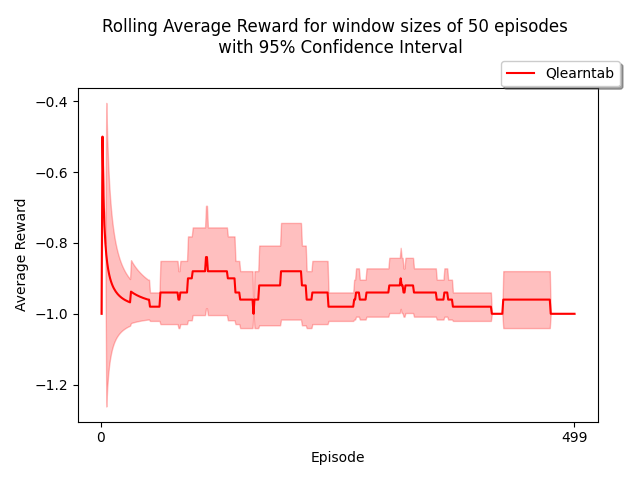 Rolling Average Reward for window sizes of 50 episodes
with 95% Confidence Interval
Qlearntab
−0.4
−0.6
−0.8
−1.0
−1.2
Average Reward
0
499
Episode